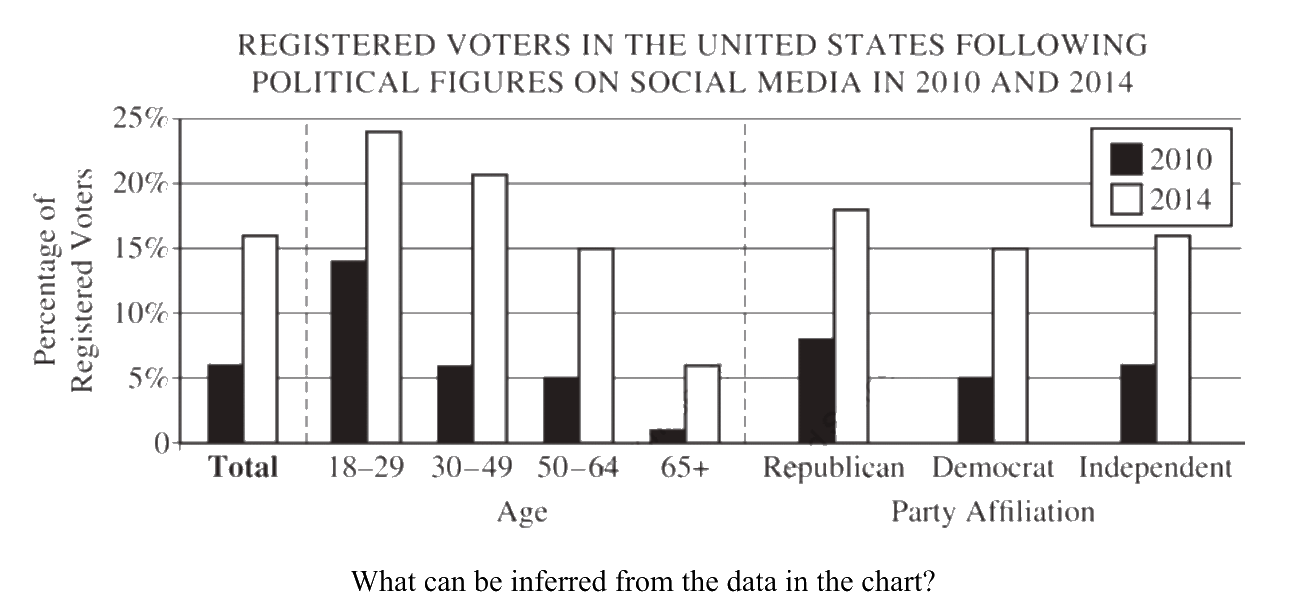 REGISTERED VOTERS IN THE UNITED STATES FOLLOWING
POLITICAL FIGURES ON SOCIAL MEDIA IN 2010 AND 2014
Percentage of
Registered Voters
25%
20%
15%
10%
5%
0
2010
2014
Total
18–29
30–49
50–64
65+
Republican
Democrat
Independent
Age
Party Affiliation
What can be inferred from the data in the chart?